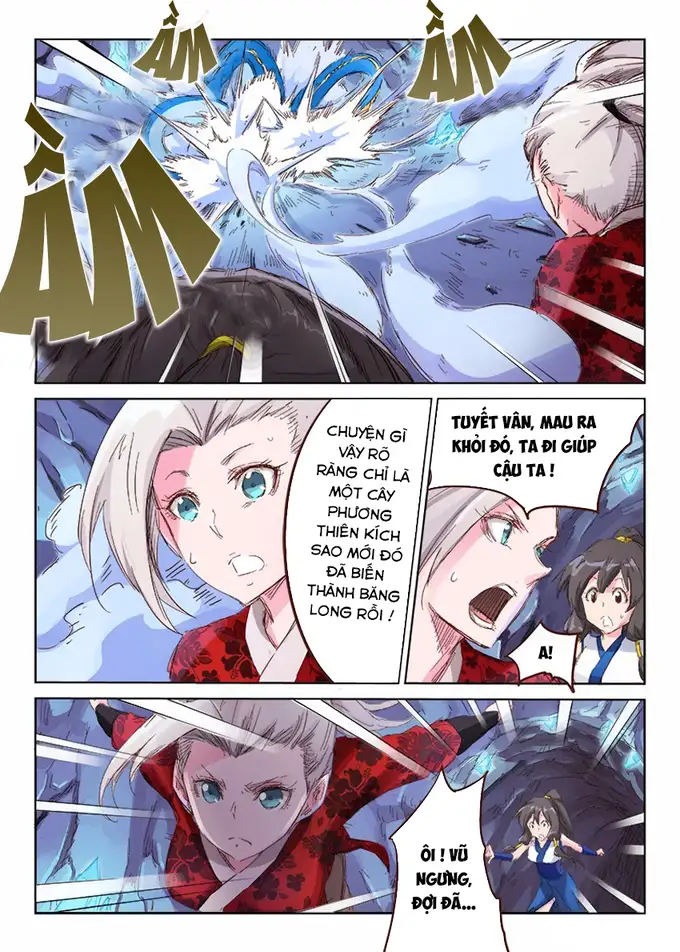 ẦM
ẦM
ẦM
ẦM
CHUYỆN GÌ
VẬY RÕ
RÀNG CHỈ LÀ
MỘT CÂY
PHƯƠNG
THIÊN KÍCH
SAO MỚI ĐÓ
ĐÃ BIẾN
THÀNH BĂNG
LONG RỒI !
TUYẾT VÂN, MAU RA
KHỎI ĐÓ, TA ĐI GIÚP
CẬU TA !
A!
ÔI ! VŨ
NGƯNG,
ĐỢI ĐÃ...